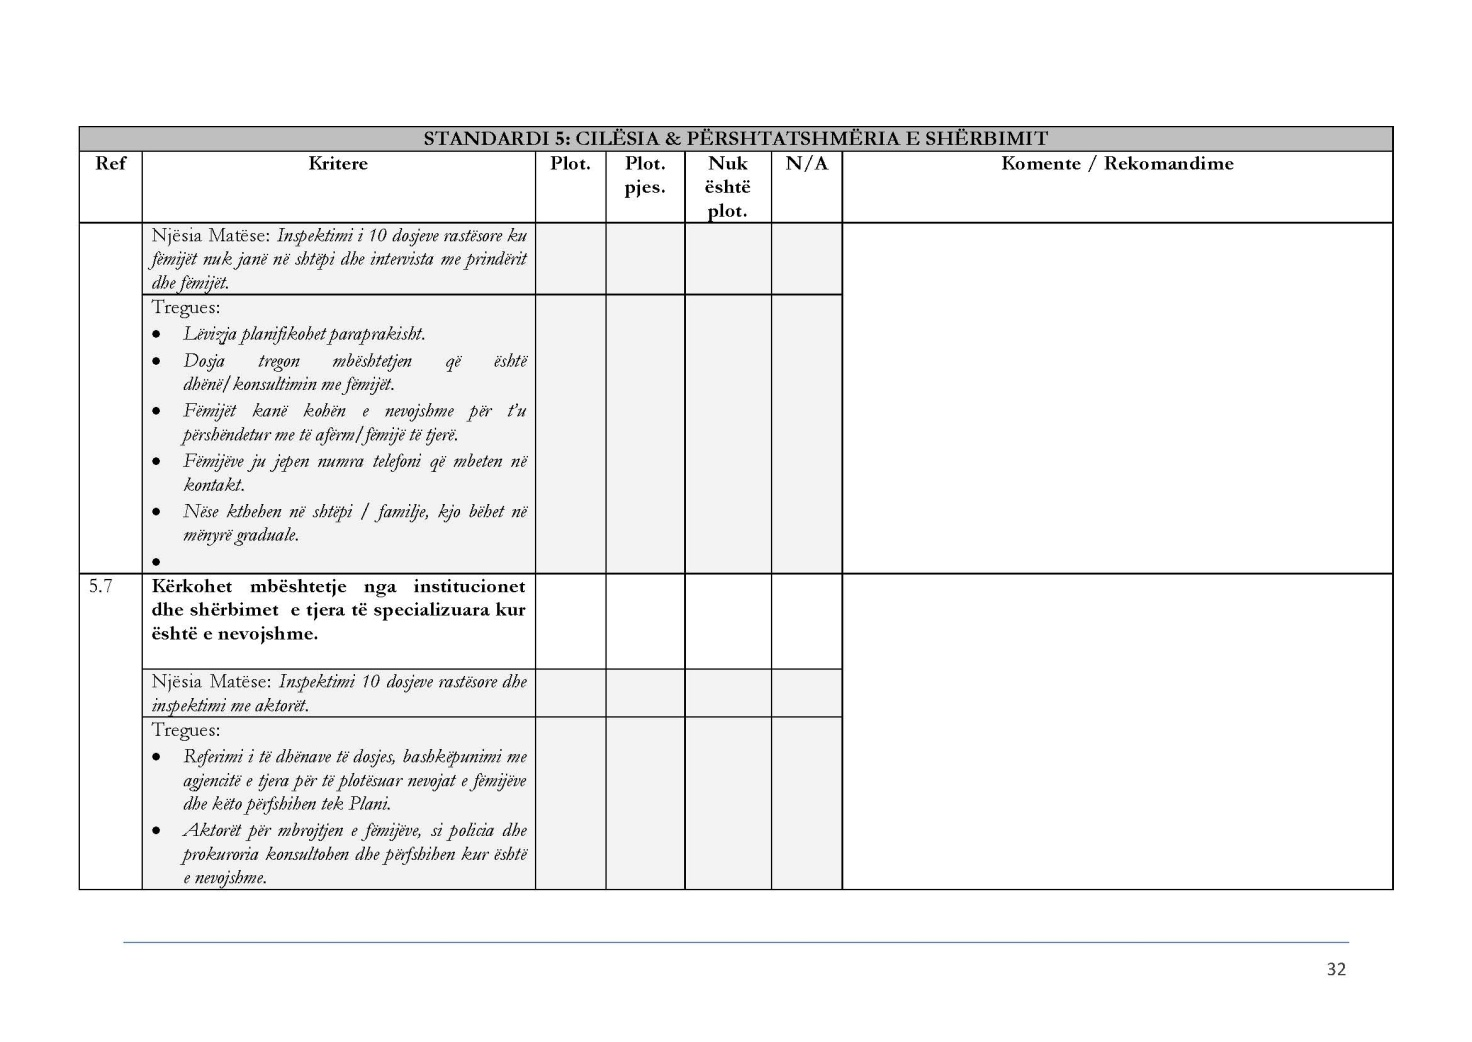 STANDARDI 5: CILËSIA & PËRSHTATSHMËRIA E SHËRBIMIT
Ref Kritere Plot. Plot. pjes. Nuk është plot. N/A Komente / Rekomandime
Njësia Matëse: Inspektimi i 10 dosjeve rastësore ku
fëmijët nuk janë në shtëpi dhe intervista me prindërit
dhe fëmijët.
Tregues:
• Lëvizja planifikohet paraprakisht.
• Dosja tregon mbështetjen që është
dhënë/konsultimin me fëmijët.
• Fëmijët kanë kohën e nevojshme për t'u
përshëndetur me të afërm/fëmijë të tjerë.
• Fëmijëve ju jepen numra telefoni që mbeten në
kontakt.
• Nëse kthehen në shtëpi / familje, kjo bëhet në
mënyrë graduale.
•
5.7 Kërkohet mbështetje nga institucionet
dhe shërbimet e tjera të specializuara kur
është e nevojshme.
Njësia Matëse: Inspektimi 10 dosjeve rastësore dhe
inspektimi me aktorët.
Tregues:
• Referimi i të dhënave të dosjes, bashkëpunimi me
agjencitë e tjera për të plotësuar nevojat e fëmijëve
dhe këto përfshihen tek Plani.
• Aktorët për mbrojtjen e fëmijëve, si policia dhe
prokuroria konsultohen dhe përfshihen kur është
e nevojshme.
32